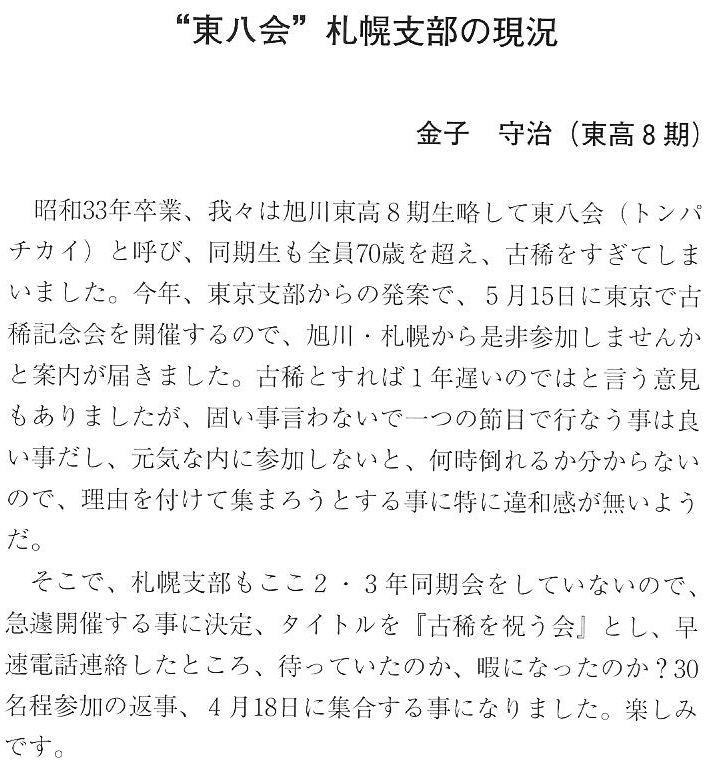 “東八会”札幌支部の現況
金子　守治（東高８期）
　昭和33年卒業、我々は旭川東高８期生略して東八会（トンパ
チカイ）と呼び、同期生も全員70歳を超え、古稀をすぎてしま
いました。今年、東京支部からの発案で、５月15日に東京で古
稀記念会を開催するので、旭川・札幌から是非参加しませんか
と案内が届きました。古稀とすれば１年遅いのではと言う意見
もありましたが、固い事言わないで一つの節目で行なう事は良
い事だし、元気な内に参加しないと、何時倒れるか分からない
ので、理由を付けて集まろうとする事に特に違和感が無いよう
だ。
　そこで、札幌支部もここ２・３年同期会をしていないので、
急遽開催する事に決定、タイトルを『古稀を祝う会』とし、早
速電話連絡したところ、待っていたのか、暇になったのか？30
名程参加の返事、４月18日に集合する事になりました。楽しみ
です。